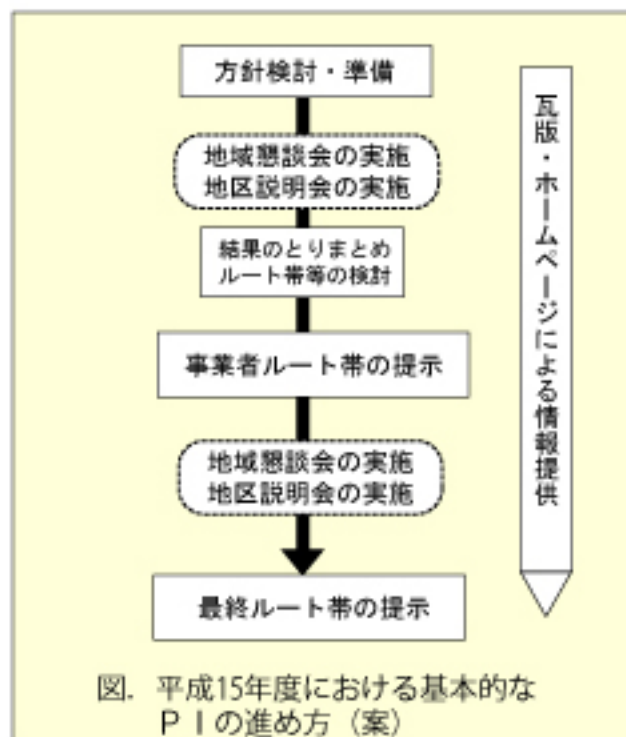 方針検討・準備
地域懇談会の実施
地区説明会の実施
結果のとりまとめ
ルート帯等の検討
事業者ルート帯の提示
地域懇談会の実施
地区説明会の実施
最終ルート帯の提示
瓦版・ホームページによる情報提供
図. 平成15年度における基本的な
ＰＩの進め方（案）